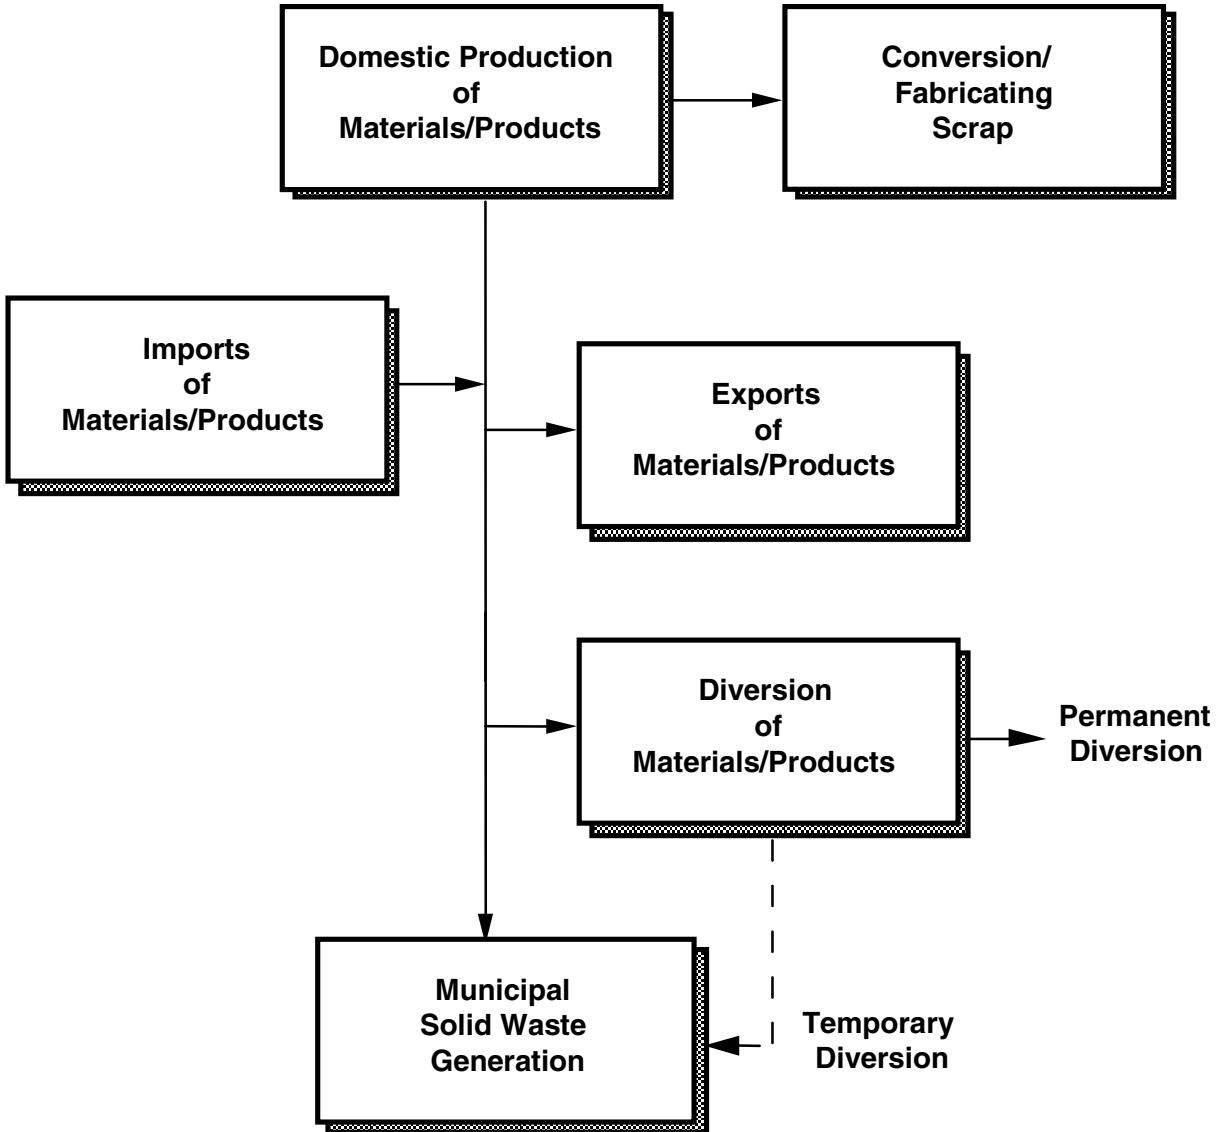 Domestic Production
of
Materials/Products
Conversion/
Fabricating
Scrap
Imports
of
Materials/Products
Exports
of
Materials/Products
Diversion
of
Materials/Products
Permanent
Diversion
Municipal
Solid Waste
Generation
Temporary
Diversion